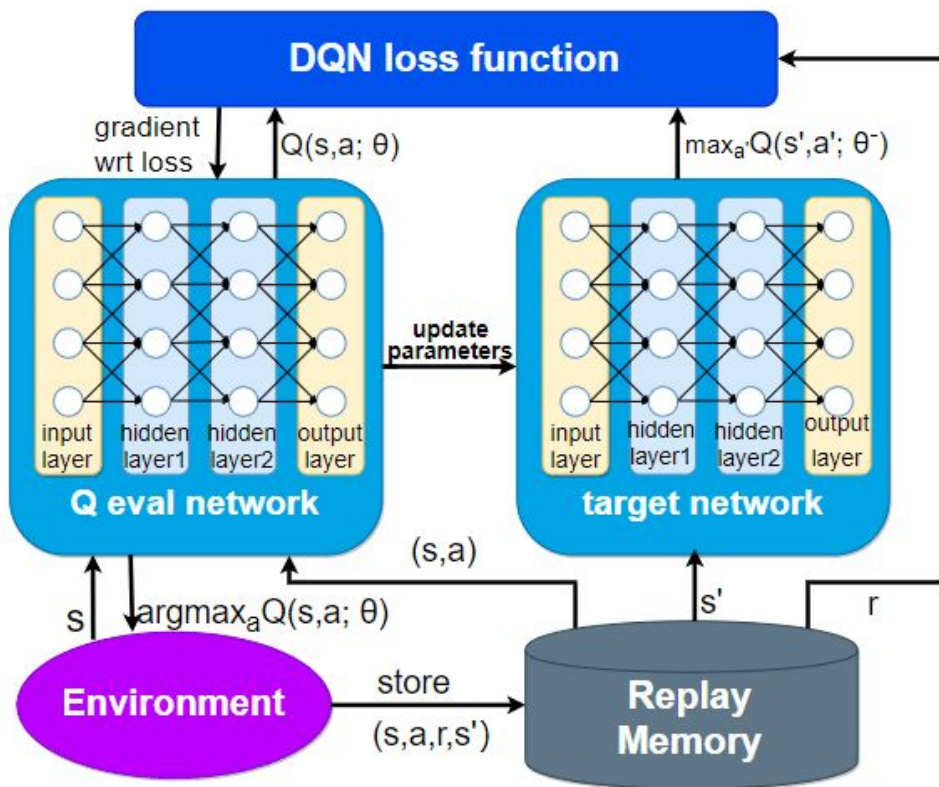 DQN loss function
gradient
wrt loss
Q(s,a; θ)
maxₐ'Q(s',a'; θ⁻)
input
layer
hidden
layer1
hidden
layer2
output
layer
Q eval network
update
parameters
input
layer
hidden
layer1
hidden
layer2
output
layer
target network
s
argmaxₐQ(s,a; θ)
(s,a)
s'
r
Environment
store
(s,a,r,s')
Replay
Memory